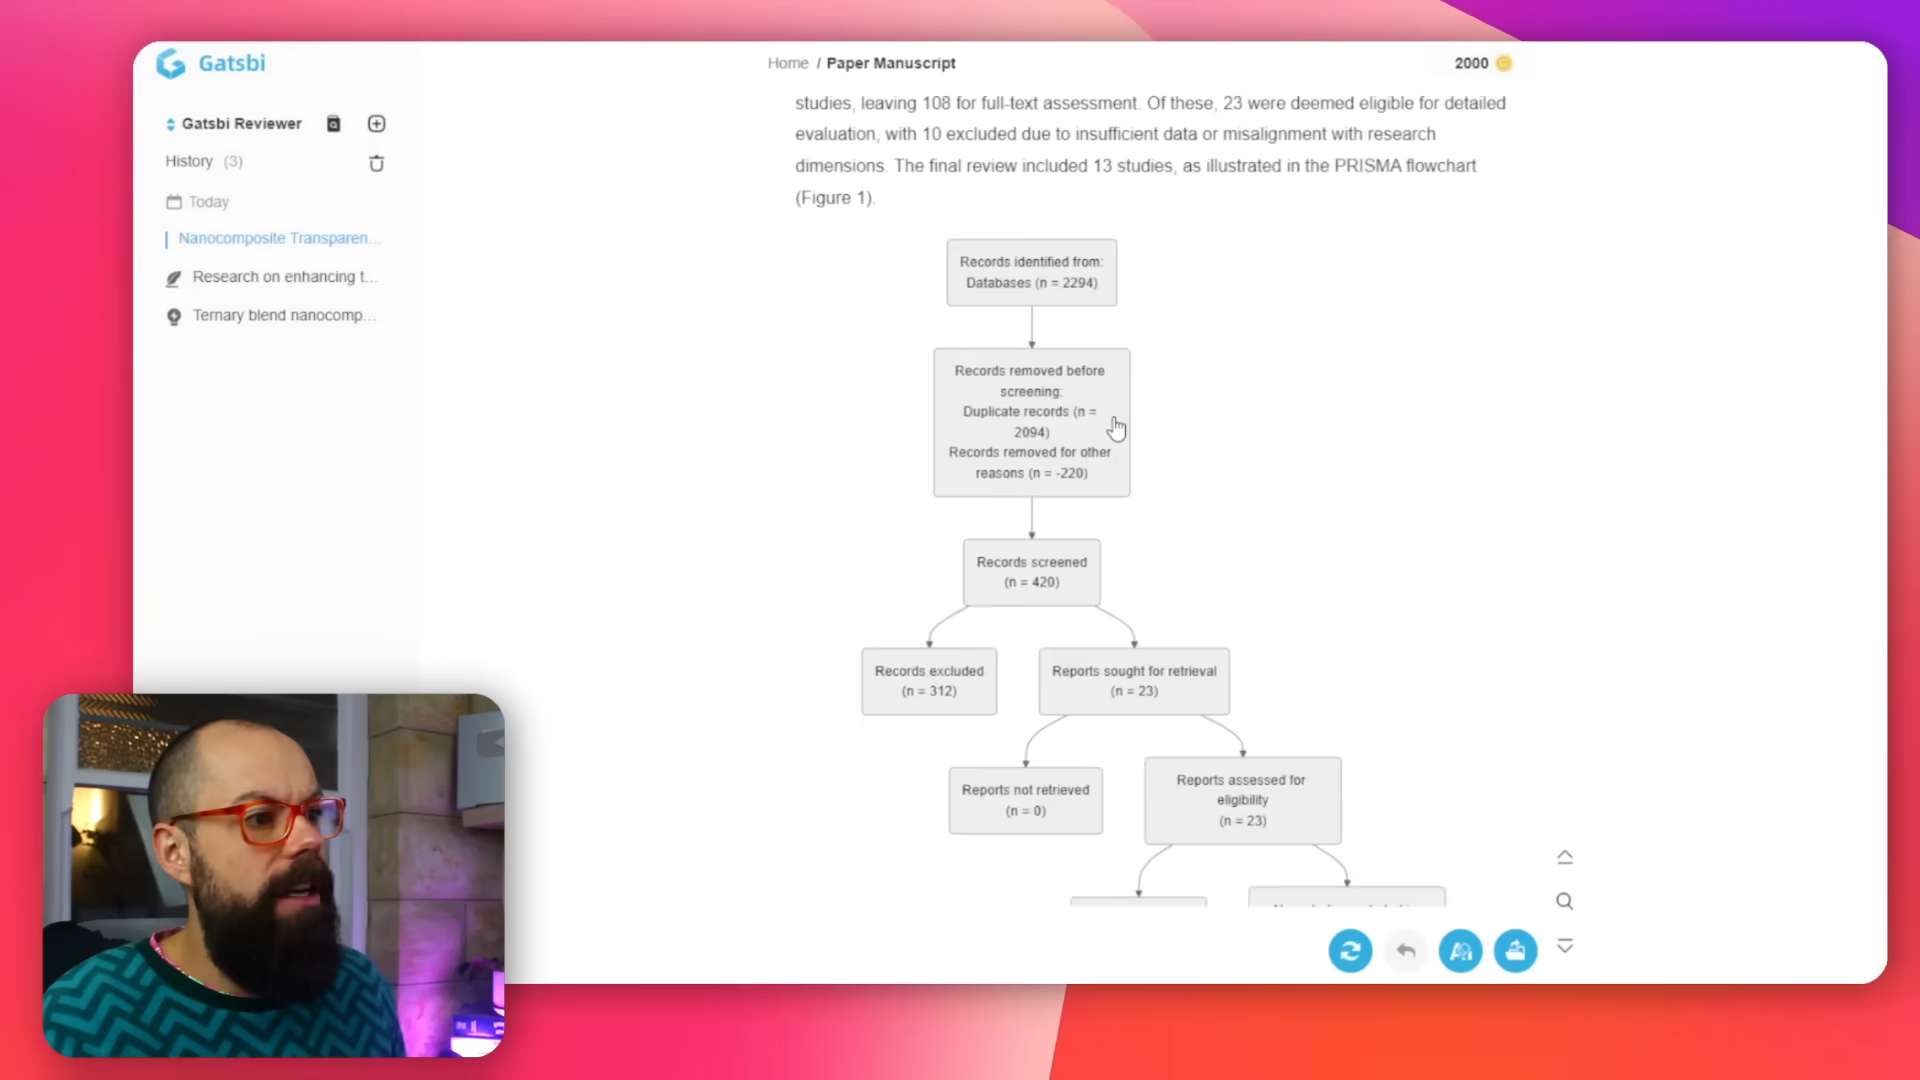 Gatsbi
Home / Paper Manuscript
2000
Gatsbi Reviewer
History (3)
Today
Nanocomposite Transparen...
Research on enhancing t...
Ternary blend nanocomp...
studies, leaving 108 for full-text assessment. Of these, 23 were deemed eligible for detailed
evaluation, with 10 excluded due to insufficient data or misalignment with research
dimensions. The final review included 13 studies, as illustrated in the PRISMA flowchart
(Figure 1).
Records identified from:
Databases (n = 2294)
Records removed before
screening:
Duplicate records (n =
2094)
Records removed for other
reasons (n = -220)
Records screened
(n = 420)
Records excluded
(n = 312)
Reports sought for retrieval
(n = 23)
Reports not retrieved
(n = 0)
Reports assessed for
eligibility
(n = 23)